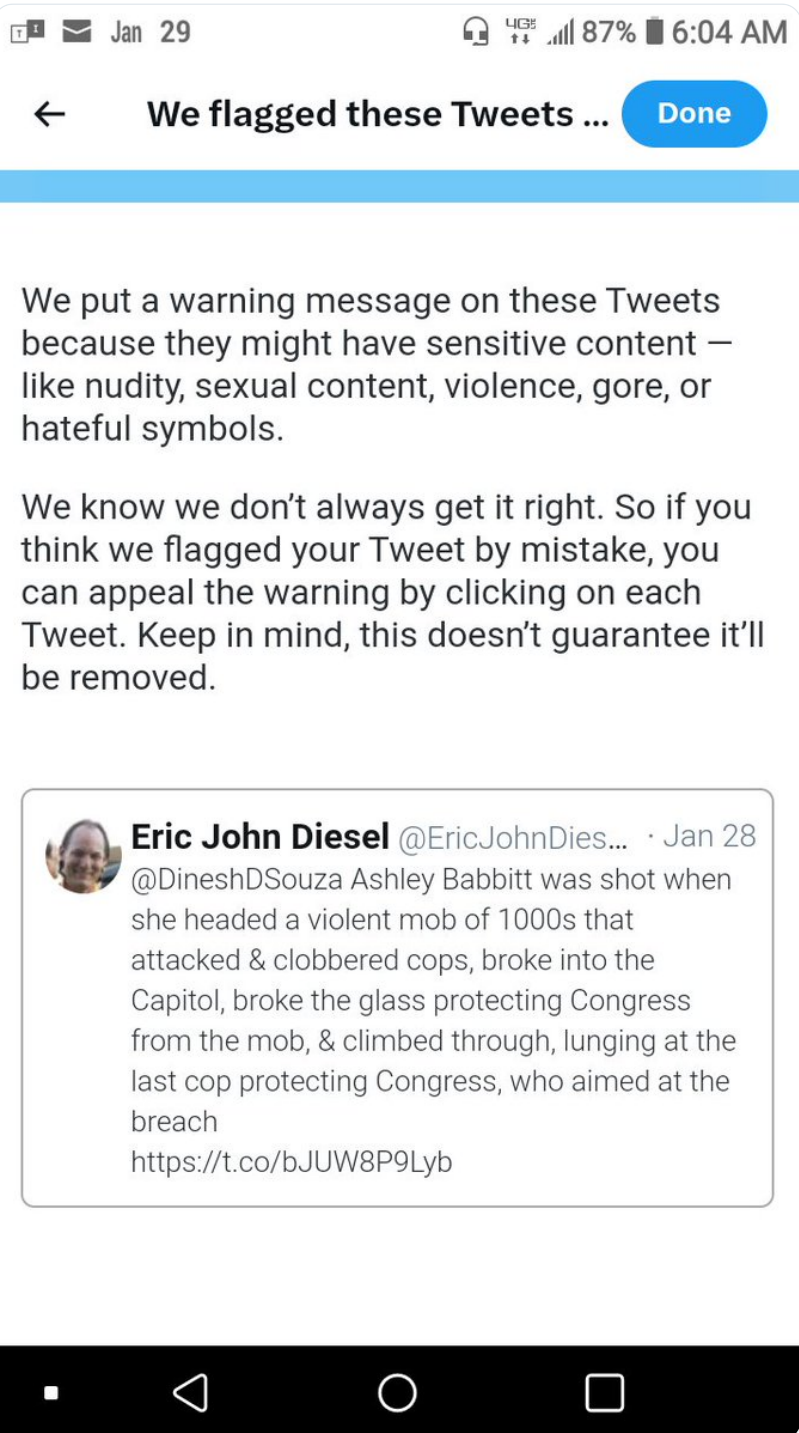 Jan 29 4GE 87% 6:04 AM
We flagged these Tweets ... Done
We put a warning message on these Tweets
because they might have sensitive content —
like nudity, sexual content, violence, gore, or
hateful symbols.
We know we don’t always get it right. So if you
think we flagged your Tweet by mistake, you
can appeal the warning by clicking on each
Tweet. Keep in mind, this doesn’t guarantee it’ll
be removed.
Eric John Diesel @EricJohnDies... · Jan 28
@DineshDSouza Ashley Babbitt was shot when
she headed a violent mob of 1000s that
attacked & clobbered cops, broke into the
Capitol, broke the glass protecting Congress
from the mob, & climbed through, lunging at the
last cop protecting Congress, who aimed at the
breach
https://t.co/bJUW8P9Lyb